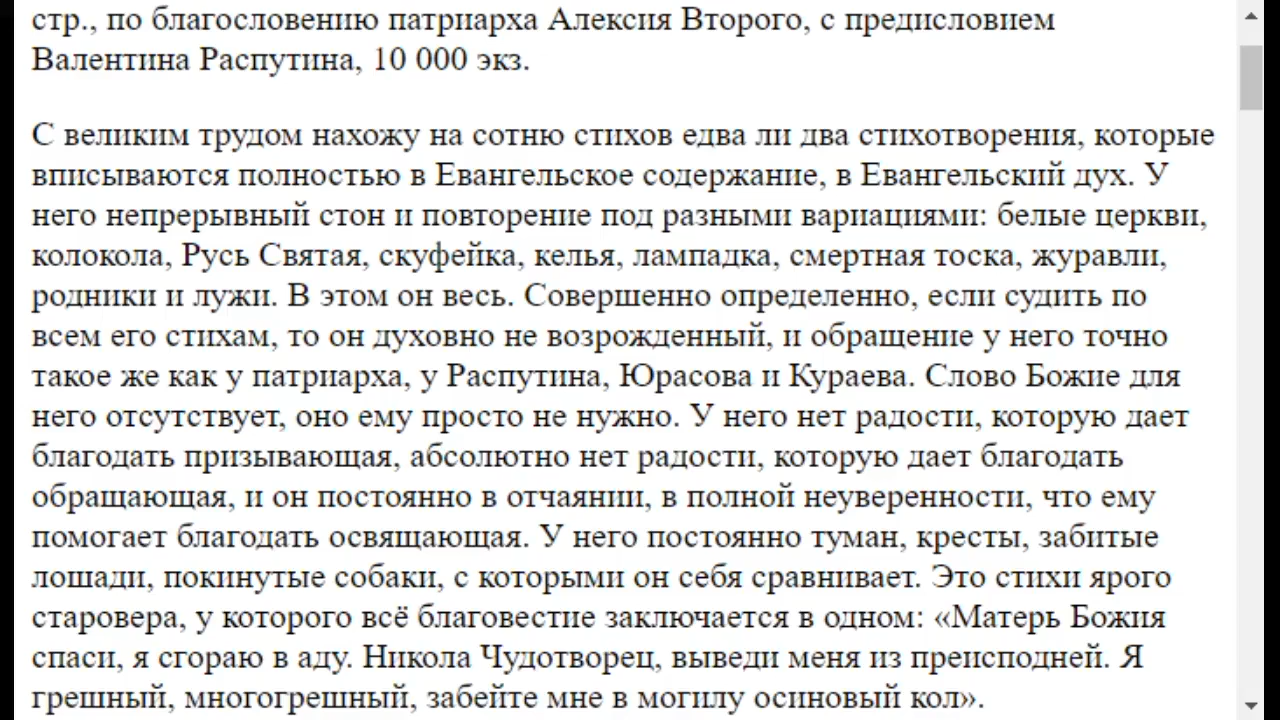 стр., по благословению патриарха Алексия Второго, с предисловием
Валентина Распутина, 10 000 экз.
С великим трудом нахожу на сотню стихов едва ли два стихотворения, которые
вписываются полностью в Евангельское содержание, в Евангельский дух. У
него непрерывный стон и повторение под разными вариациями: белые церкви,
колокола, Русь Святая, скуфейка, келья, лампадка, смертная тоска, журавли,
родники и лужи. В этом он весь. Совершенно определенно, если судить по
всем его стихам, то он духовно не возрожденный, и обращение у него точно
такое же как у патриарха, у Распутина, Юрасова и Кураева. Слово Божие для
него отсутствует, оно ему просто не нужно. У него нет радости, которую дает
благодать призывающая, абсолютно нет радости, которую дает благодать
обращающая, и он постоянно в отчаянии, в полной неуверенности, что ему
помогает благодать освящающая. У него постоянно туман, кресты, забитые
лошади, покинутые собаки, с которыми он себя сравнивает. Это стихи ярого
старовера, у которого всё благовестие заключается в одном: «Матерь Божия
спаси, я сгораю в аду. Никола Чудотворец, выведи меня из преисподней. Я
грешный, многогрешный, забейте мне в могилу осиновый кол».